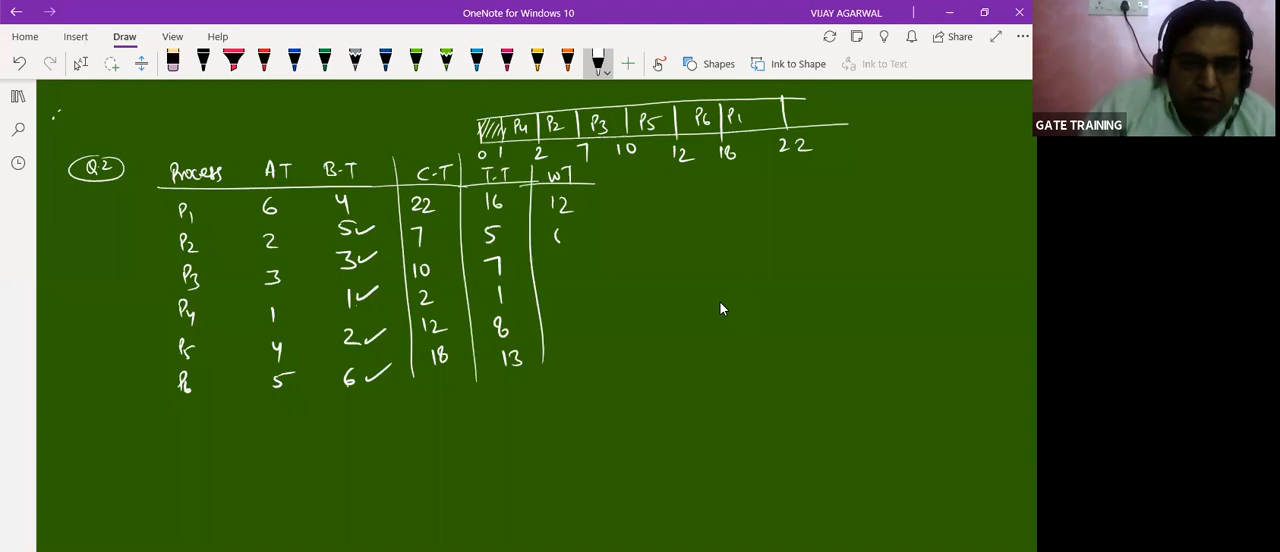 OneNote for Windows 10
VIJAY AGARWAL
Home Insert Draw View Help
Share
Shapes Ink to Shape Ink to Text
GATE TRAINING
P4 P2 P3 P5 P6 P1
0 1 2 7 10 12 18 22
Q2 Process AT B-T C-T T.T WT
P1 6 4 22 16 12
P2 2 5✓ 7 5 (
P3 3 3✓ 10 7
P4 1 1✓ 2 1
P5 4 2✓ 12 8
P6 5 6✓ 18 13